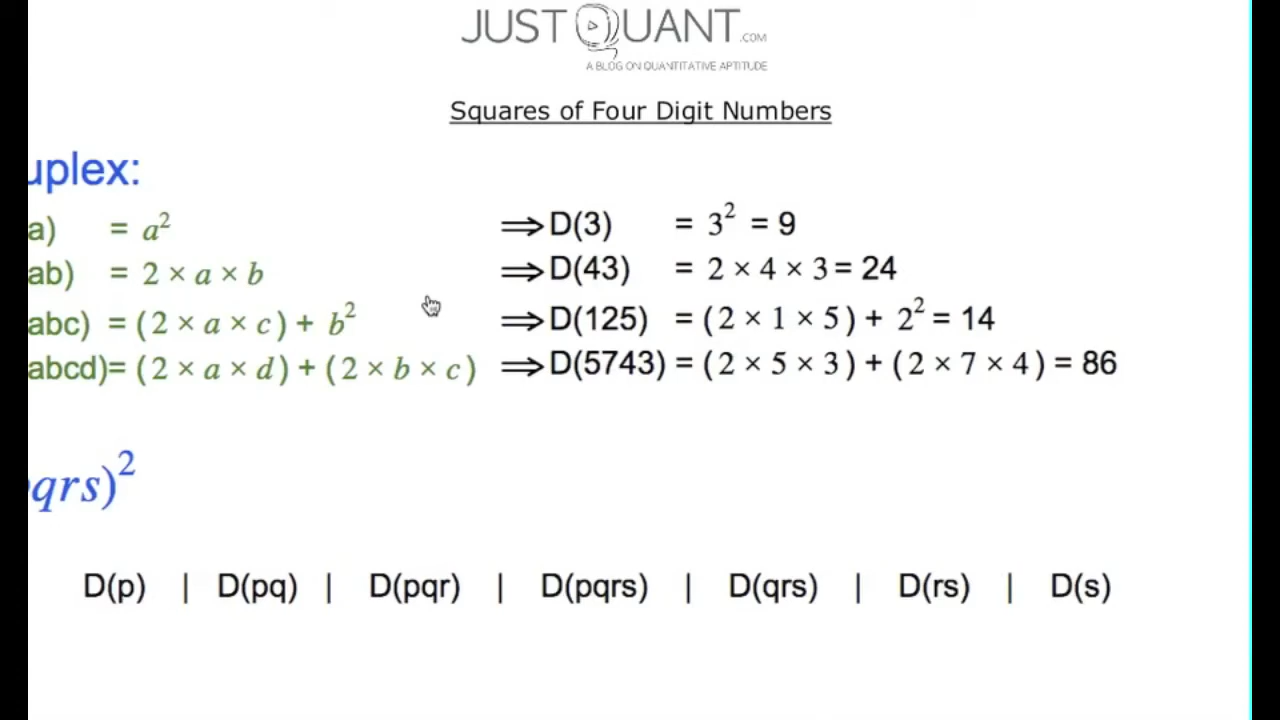 JUST QUANT.COM
A BLOG ON QUANTITATIVE APTITUDE
Squares of Four Digit Numbers
uplex:
a) = a² ⇒ D(3) = 3² = 9
ab) = 2 × a × b ⇒ D(43) = 2 × 4 × 3 = 24
abc) = (2 × a × c) + b² ⇒ D(125) = (2 × 1 × 5) + 2² = 14
abcd) = (2 × a × d) + (2 × b × c) ⇒ D(5743) = (2 × 5 × 3) + (2 × 7 × 4) = 86
qrs)²
D(p) | D(pq) | D(pqr) | D(pqrs) | D(qrs) | D(rs) | D(s)